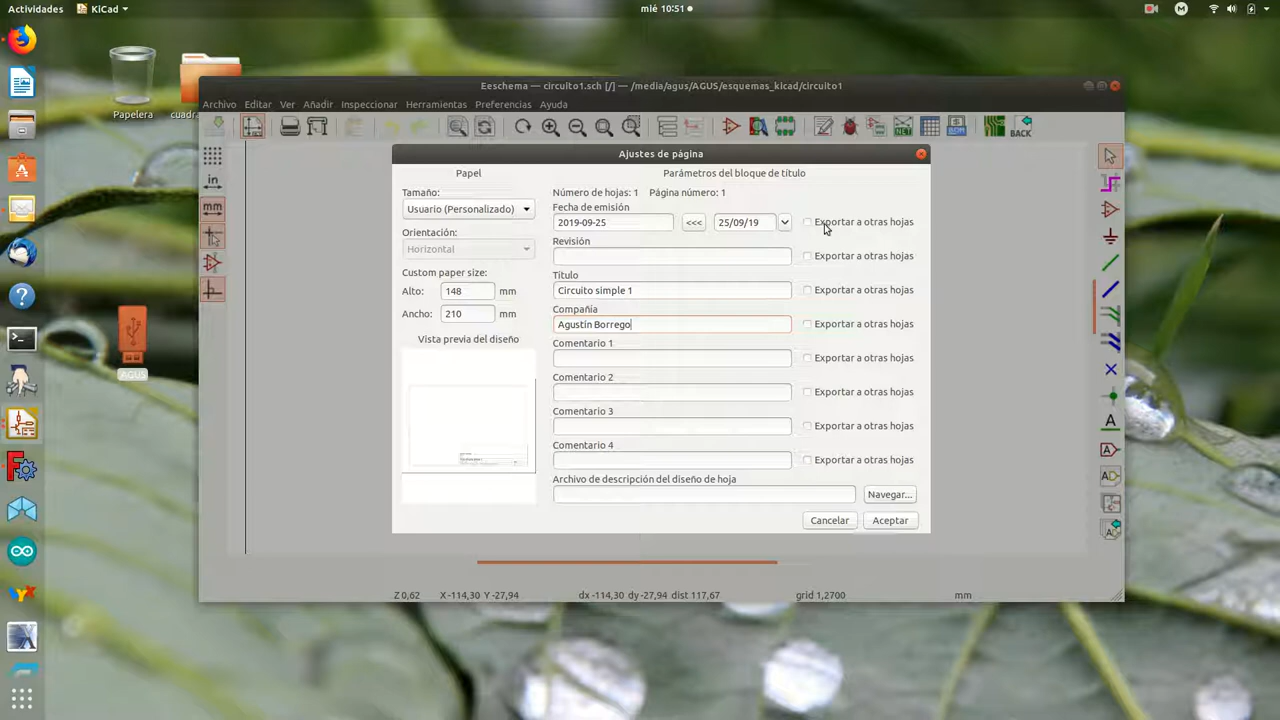 Actividades KiCad mié 10:51 M
Papelera
Eeschema — circuito1.sch [/] — /media/agus/AGUS/esquemas_kicad/circuito1
Archivo Editar Ver Añadir Inspeccionar Herramientas Preferencias Ayuda
NET BOM BACK
in
mm
Ajustes de página
Papel Parámetros del bloque de título
Tamaño: Número de hojas: 1 Página número: 1
Usuario (Personalizado) Fecha de emisión
2019-09-25 <<< 25/09/19 Exportar a otras hojas
Orientación:
Horizontal
Revisión
Exportar a otras hojas
Custom paper size:
Título
Alto: 148 mm
Circuito simple 1 Exportar a otras hojas
Ancho: 210 mm
Compañia
Agustín Borrego Exportar a otras hojas
Vista previa del diseño
Comentario 1
Exportar a otras hojas
Comentario 2
Exportar a otras hojas
Comentario 3
Exportar a otras hojas
Comentario 4
Exportar a otras hojas
Archivo de descripción del diseño de hoja
Navegar...
Cancelar Aceptar
AGUS
A
A
Z 0,62 X -114,30 Y -27,94 dx -114,30 dy -27,94 dist 117,67 grid 1,2700 mm